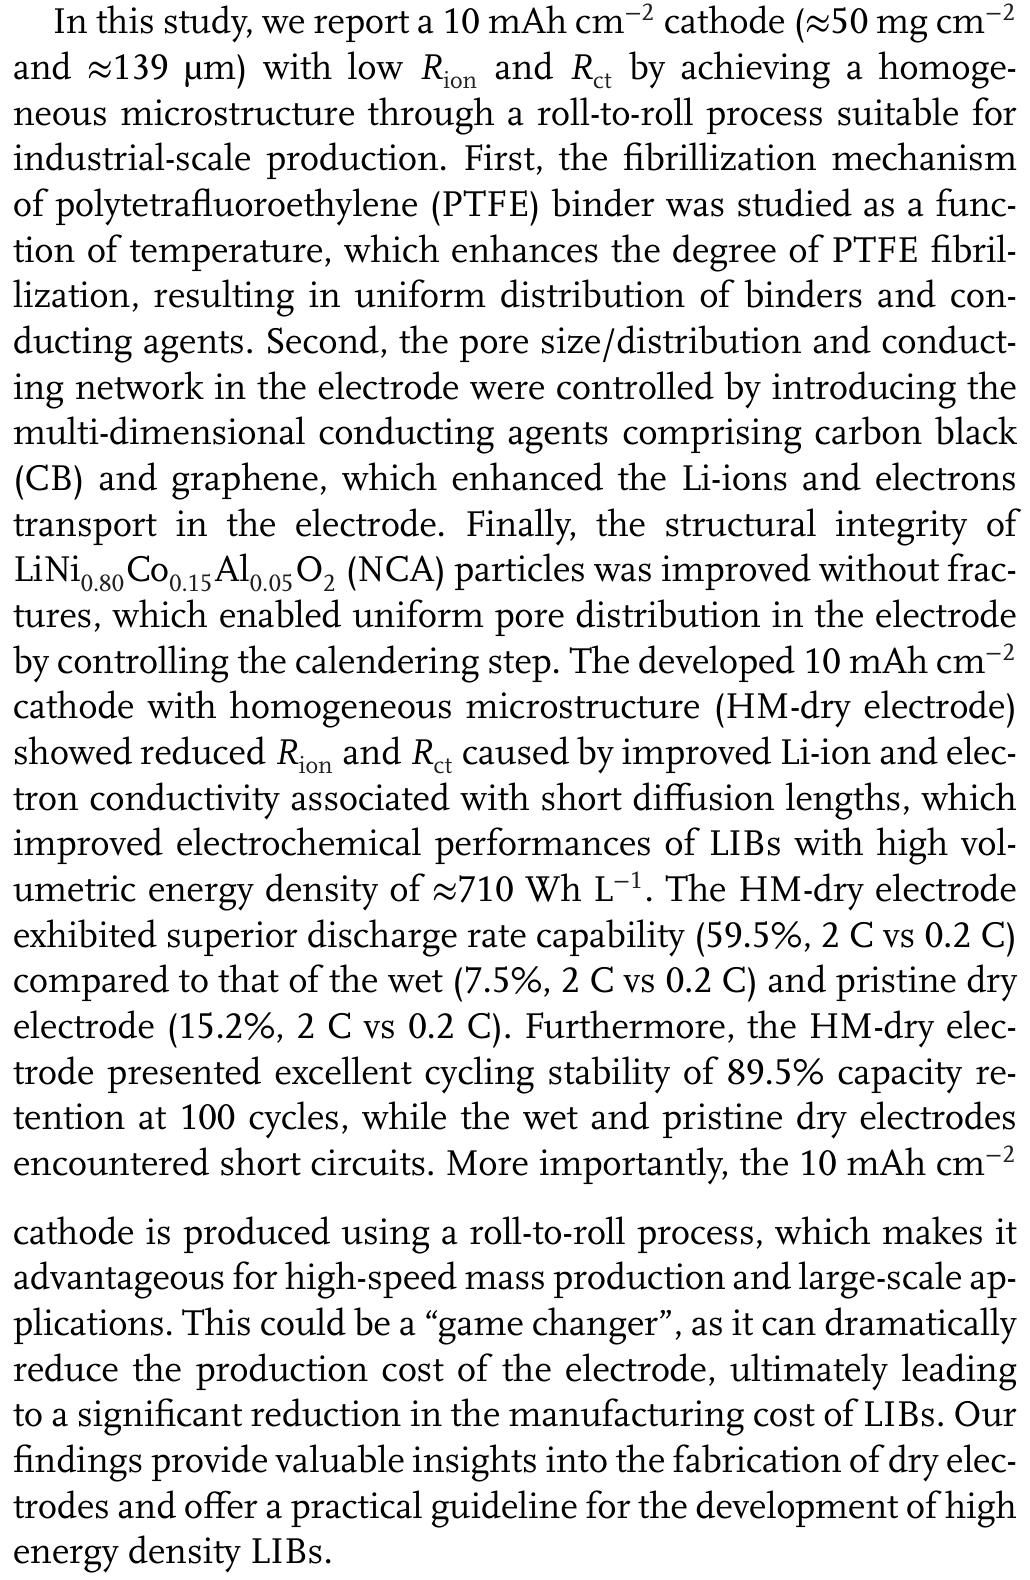 In this study, we report a 10 mAh cm⁻² cathode (≈50 mg cm⁻²
and ≈139 μm) with low R_ion and R_ct by achieving a homoge-
neous microstructure through a roll-to-roll process suitable for
industrial-scale production. First, the fibrillization mechanism
of polytetrafluoroethylene (PTFE) binder was studied as a func-
tion of temperature, which enhances the degree of PTFE fibril-
lization, resulting in uniform distribution of binders and con-
ducting agents. Second, the pore size/distribution and conduct-
ing network in the electrode were controlled by introducing the
multi-dimensional conducting agents comprising carbon black
(CB) and graphene, which enhanced the Li-ions and electrons
transport in the electrode. Finally, the structural integrity of
LiNi₀.₈₀Co₀.₁₅Al₀.₀₅O₂ (NCA) particles was improved without frac-
tures, which enabled uniform pore distribution in the electrode
by controlling the calendering step. The developed 10 mAh cm⁻²
cathode with homogeneous microstructure (HM-dry electrode)
showed reduced R_ion and R_ct caused by improved Li-ion and elec-
tron conductivity associated with short diffusion lengths, which
improved electrochemical performances of LIBs with high vol-
umetric energy density of ≈710 Wh L⁻¹. The HM-dry electrode
exhibited superior discharge rate capability (59.5%, 2 C vs 0.2 C)
compared to that of the wet (7.5%, 2 C vs 0.2 C) and pristine dry
electrode (15.2%, 2 C vs 0.2 C). Furthermore, the HM-dry elec-
trode presented excellent cycling stability of 89.5% capacity re-
tention at 100 cycles, while the wet and pristine dry electrodes
encountered short circuits. More importantly, the 10 mAh cm⁻²
cathode is produced using a roll-to-roll process, which makes it
advantageous for high-speed mass production and large-scale ap-
plications. This could be a “game changer”, as it can dramatically
reduce the production cost of the electrode, ultimately leading
to a significant reduction in the manufacturing cost of LIBs. Our
findings provide valuable insights into the fabrication of dry elec-
trodes and offer a practical guideline for the development of high
energy density LIBs.